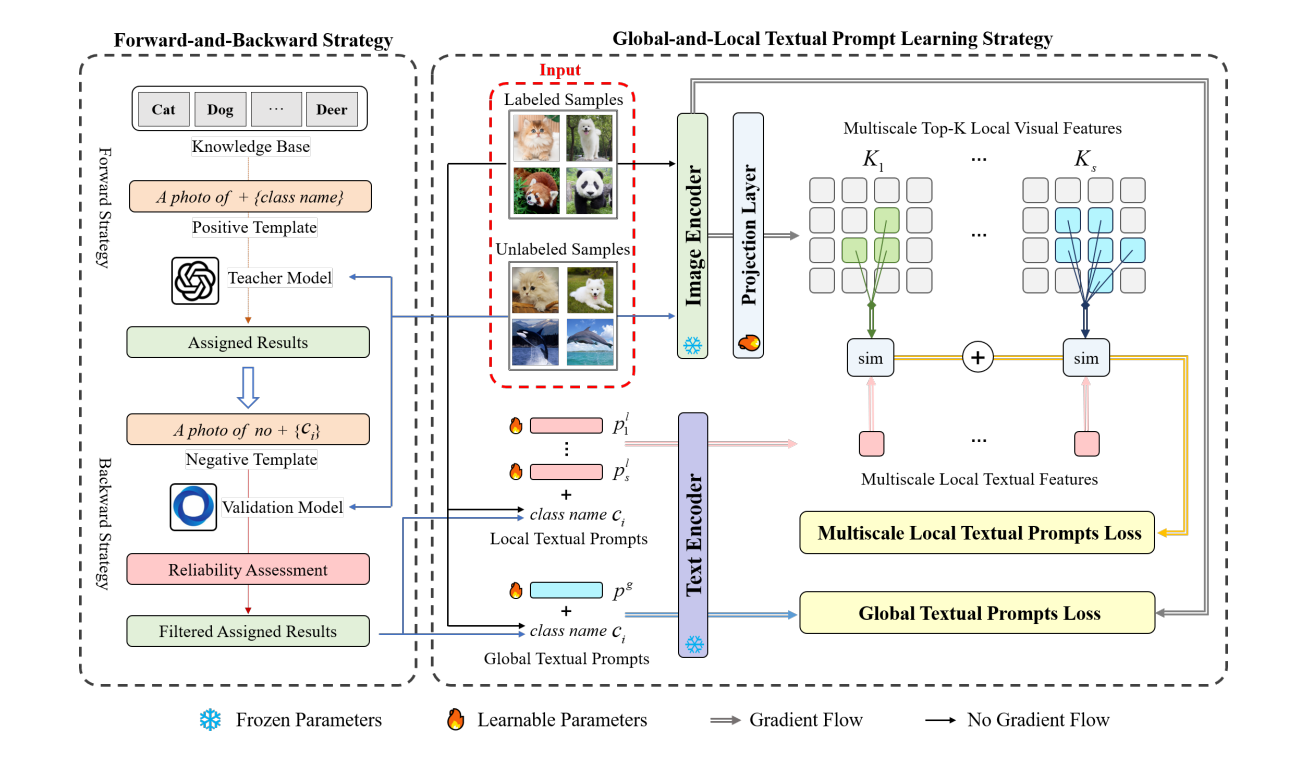 Forward-and-Backward Strategy
Global-and-Local Textual Prompt Learning Strategy
Forward Strategy
Cat Dog ... Deer
Knowledge Base
A photo of + {class name}
Positive Template
Teacher Model
Assigned Results
Backward Strategy
A photo of no + {c_i}
Negative Template
Validation Model
Reliability Assessment
Filtered Assigned Results
Input
Labeled Samples
Unlabeled Samples
Image Encoder
Projection Layer
Multiscale Top-K Local Visual Features
K_1 ... K_s
...
sim + sim
...
Multiscale Local Textual Features
p_1^l
⋮
p_s^l
+
class name c_i
Local Textual Prompts
p^g
+
class name c_i
Global Textual Prompts
Text Encoder
Multiscale Local Textual Prompts Loss
Global Textual Prompts Loss
Frozen Parameters
Learnable Parameters
Gradient Flow
No Gradient Flow